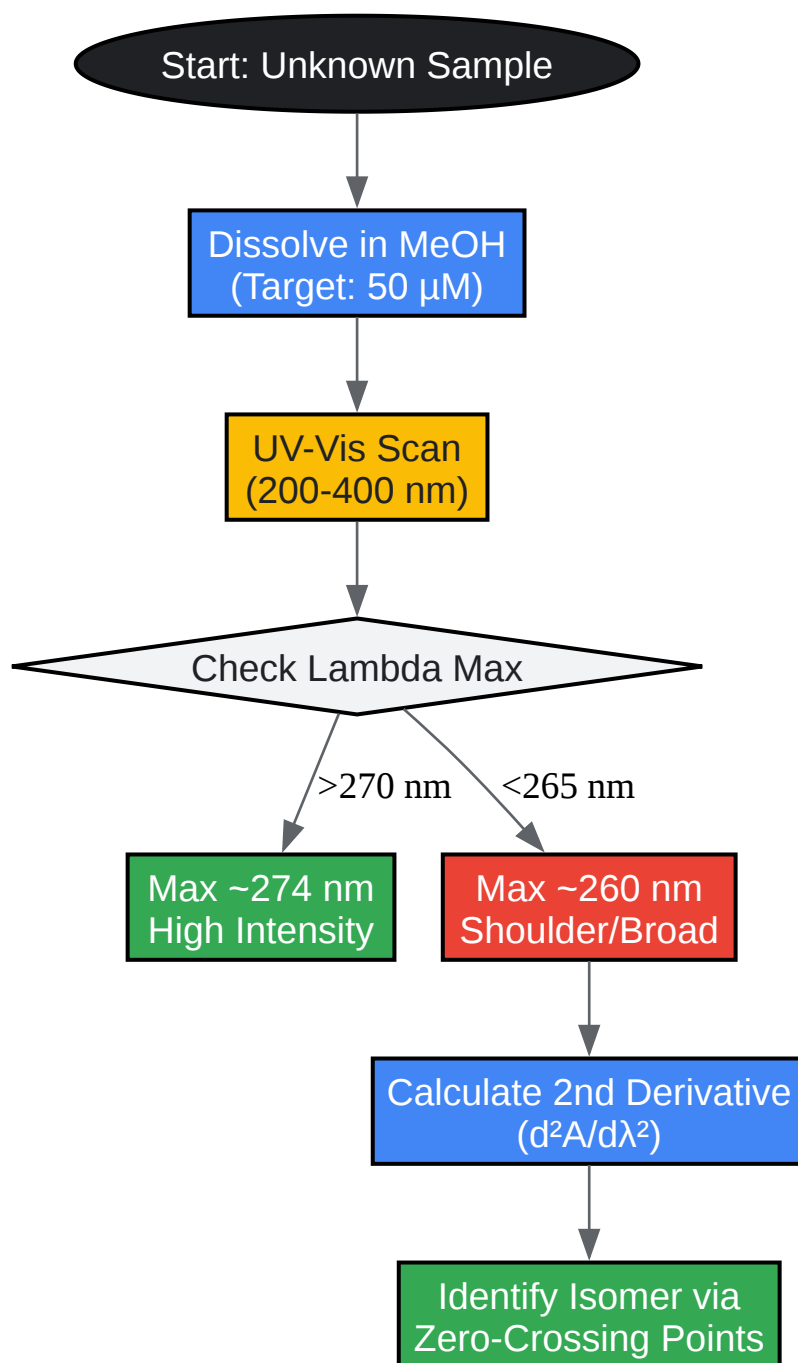 Start: Unknown Sample
Dissolve in MeOH
(Target: 50 µM)
UV-Vis Scan
(200-400 nm)
Check Lambda Max
>270 nm
<265 nm
Max ~274 nm
High Intensity
Max ~260 nm
Shoulder/Broad
Calculate 2nd Derivative
(d²A/dλ²)
Identify Isomer via
Zero-Crossing Points